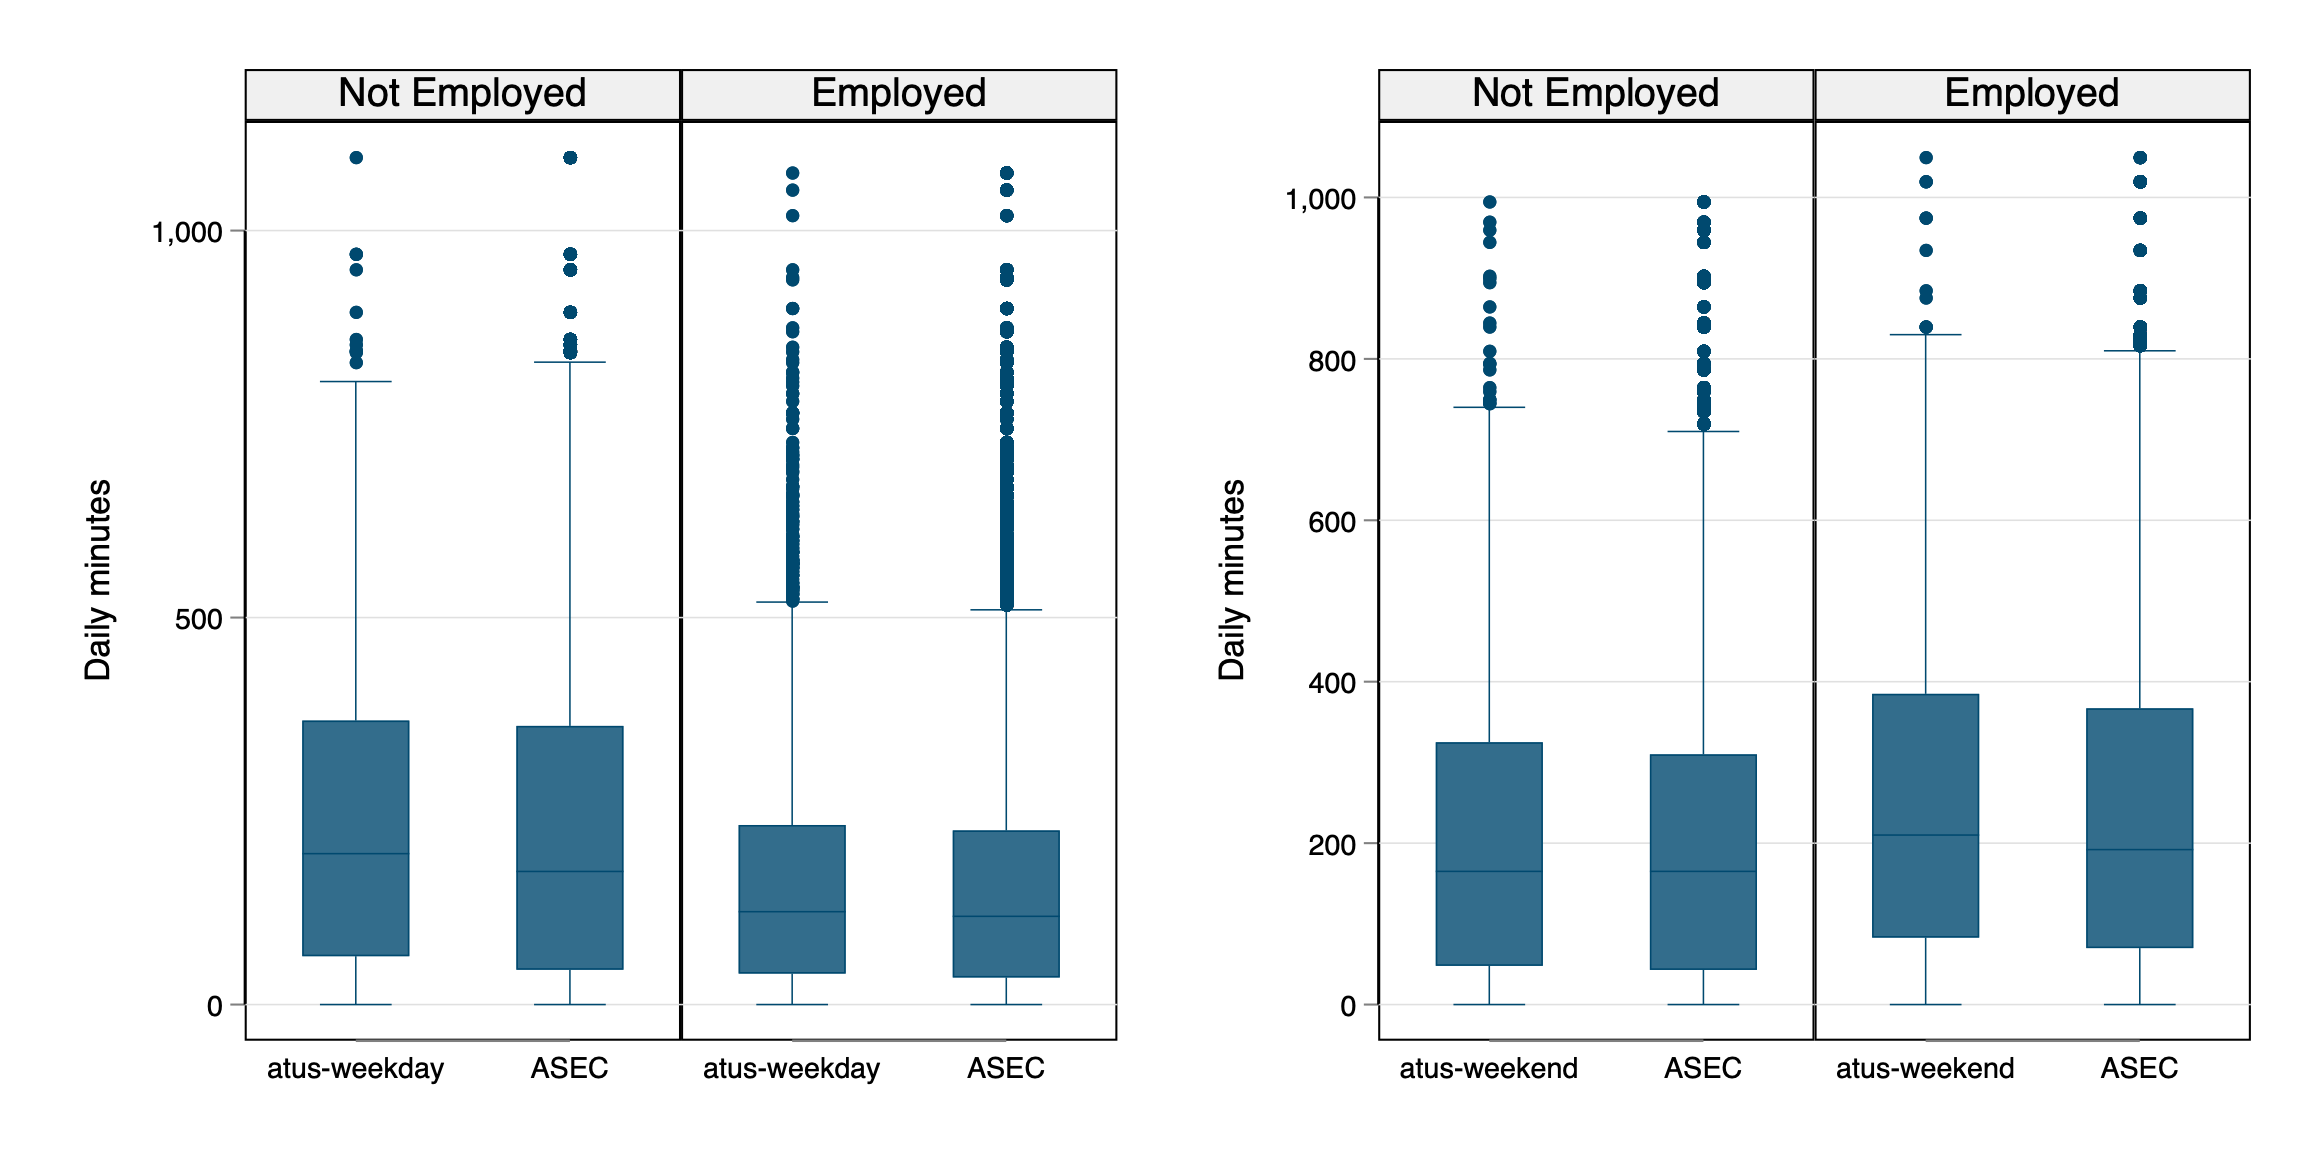 Not Employed
Employed
Daily minutes
1,000
500
0
atus-weekday
ASEC
atus-weekday
ASEC
Not Employed
Employed
Daily minutes
1,000
800
600
400
200
0
atus-weekend
ASEC
atus-weekend
ASEC